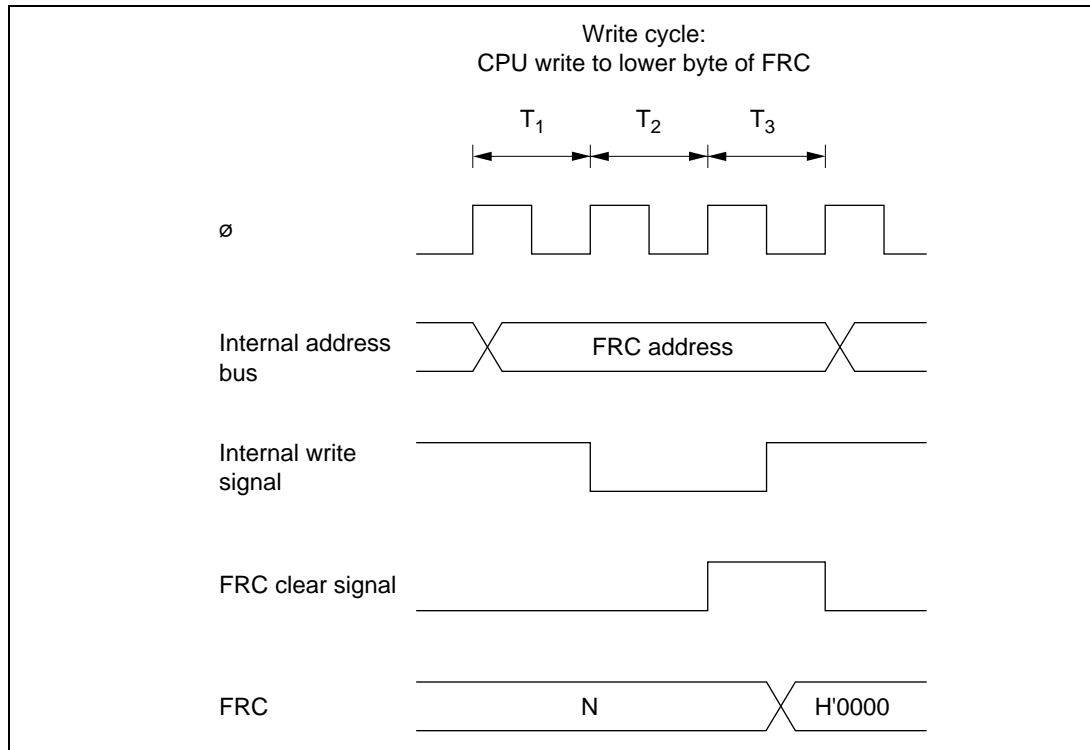 Write cycle:
CPU write to lower byte of FRC
T₁ T₂ T₃
ø
Internal address
bus
FRC address
Internal write
signal
FRC clear signal
FRC
N
H'0000